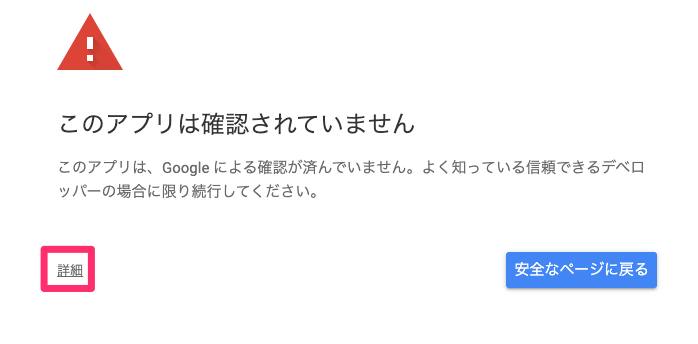 このアプリは確認されていません
このアプリは、Google による確認が済んでいません。よく知っている信頼できるデベロ
ッパーの場合に限り続行してください。
詳細
安全なページに戻る